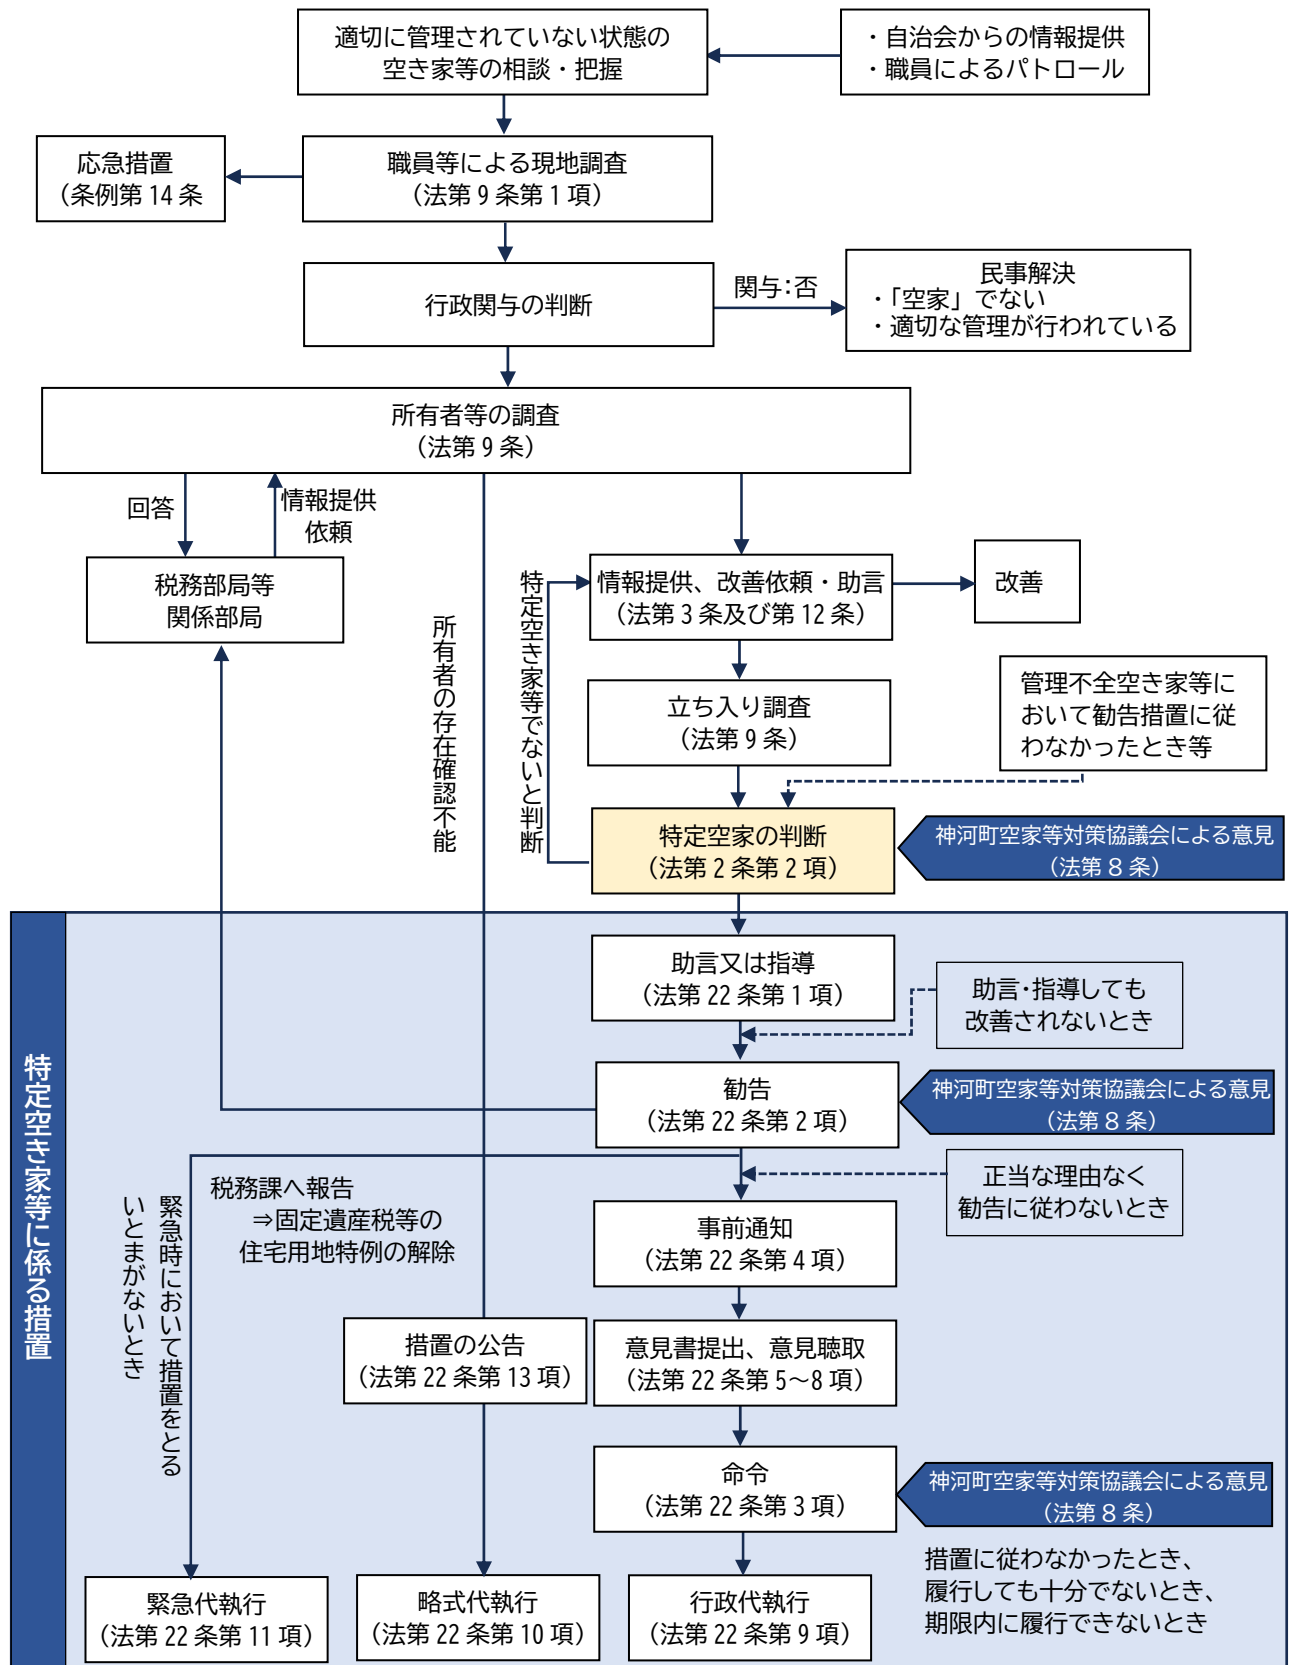 適切に管理されていない状態の
空き家等の相談・把握
・自治会からの情報提供
・職員によるパトロール
応急措置
（条例第 14 条
職員等による現地調査
（法第 9 条第 1 項）
行政関与の判断
関与：否
民事解決
・「空家」でない
・適切な管理が行われている
所有者等の調査
（法第 9 条）
回答
情報提供
依頼
税務部局等
関係部局
所有者の存在確認不能
特定空き家等でないと判断
情報提供、改善依頼・助言
（法第 3 条及び第 12 条）
改善
立ち入り調査
（法第 9 条）
管理不全空き家等に
おいて勧告措置に従
わなかったとき等
特定空家の判断
（法第 2 条第 2 項）
神河町空家等対策協議会による意見
（法第 8 条）
特定空き家等に係る措置
助言又は指導
（法第 22 条第 1 項）
助言・指導しても
改善されないとき
勧告
（法第 22 条第 2 項）
神河町空家等対策協議会による意見
（法第 8 条）
正当な理由なく
勧告に従わないとき
税務課へ報告
⇒固定遺産税等の
住宅用地特例の解除
緊急時において措置をとる
いとまがないとき
事前通知
（法第 22 条第 4 項）
措置の公告
（法第 22 条第 13 項）
意見書提出、意見聴取
（法第 22 条第 5～8 項）
命令
（法第 22 条第 3 項）
神河町空家等対策協議会による意見
（法第 8 条）
措置に従わなかったとき、
履行しても十分でないとき、
期限内に履行できないとき
緊急代執行
（法第 22 条第 11 項）
略式代執行
（法第 22 条第 10 項）
行政代執行
（法第 22 条第 9 項）